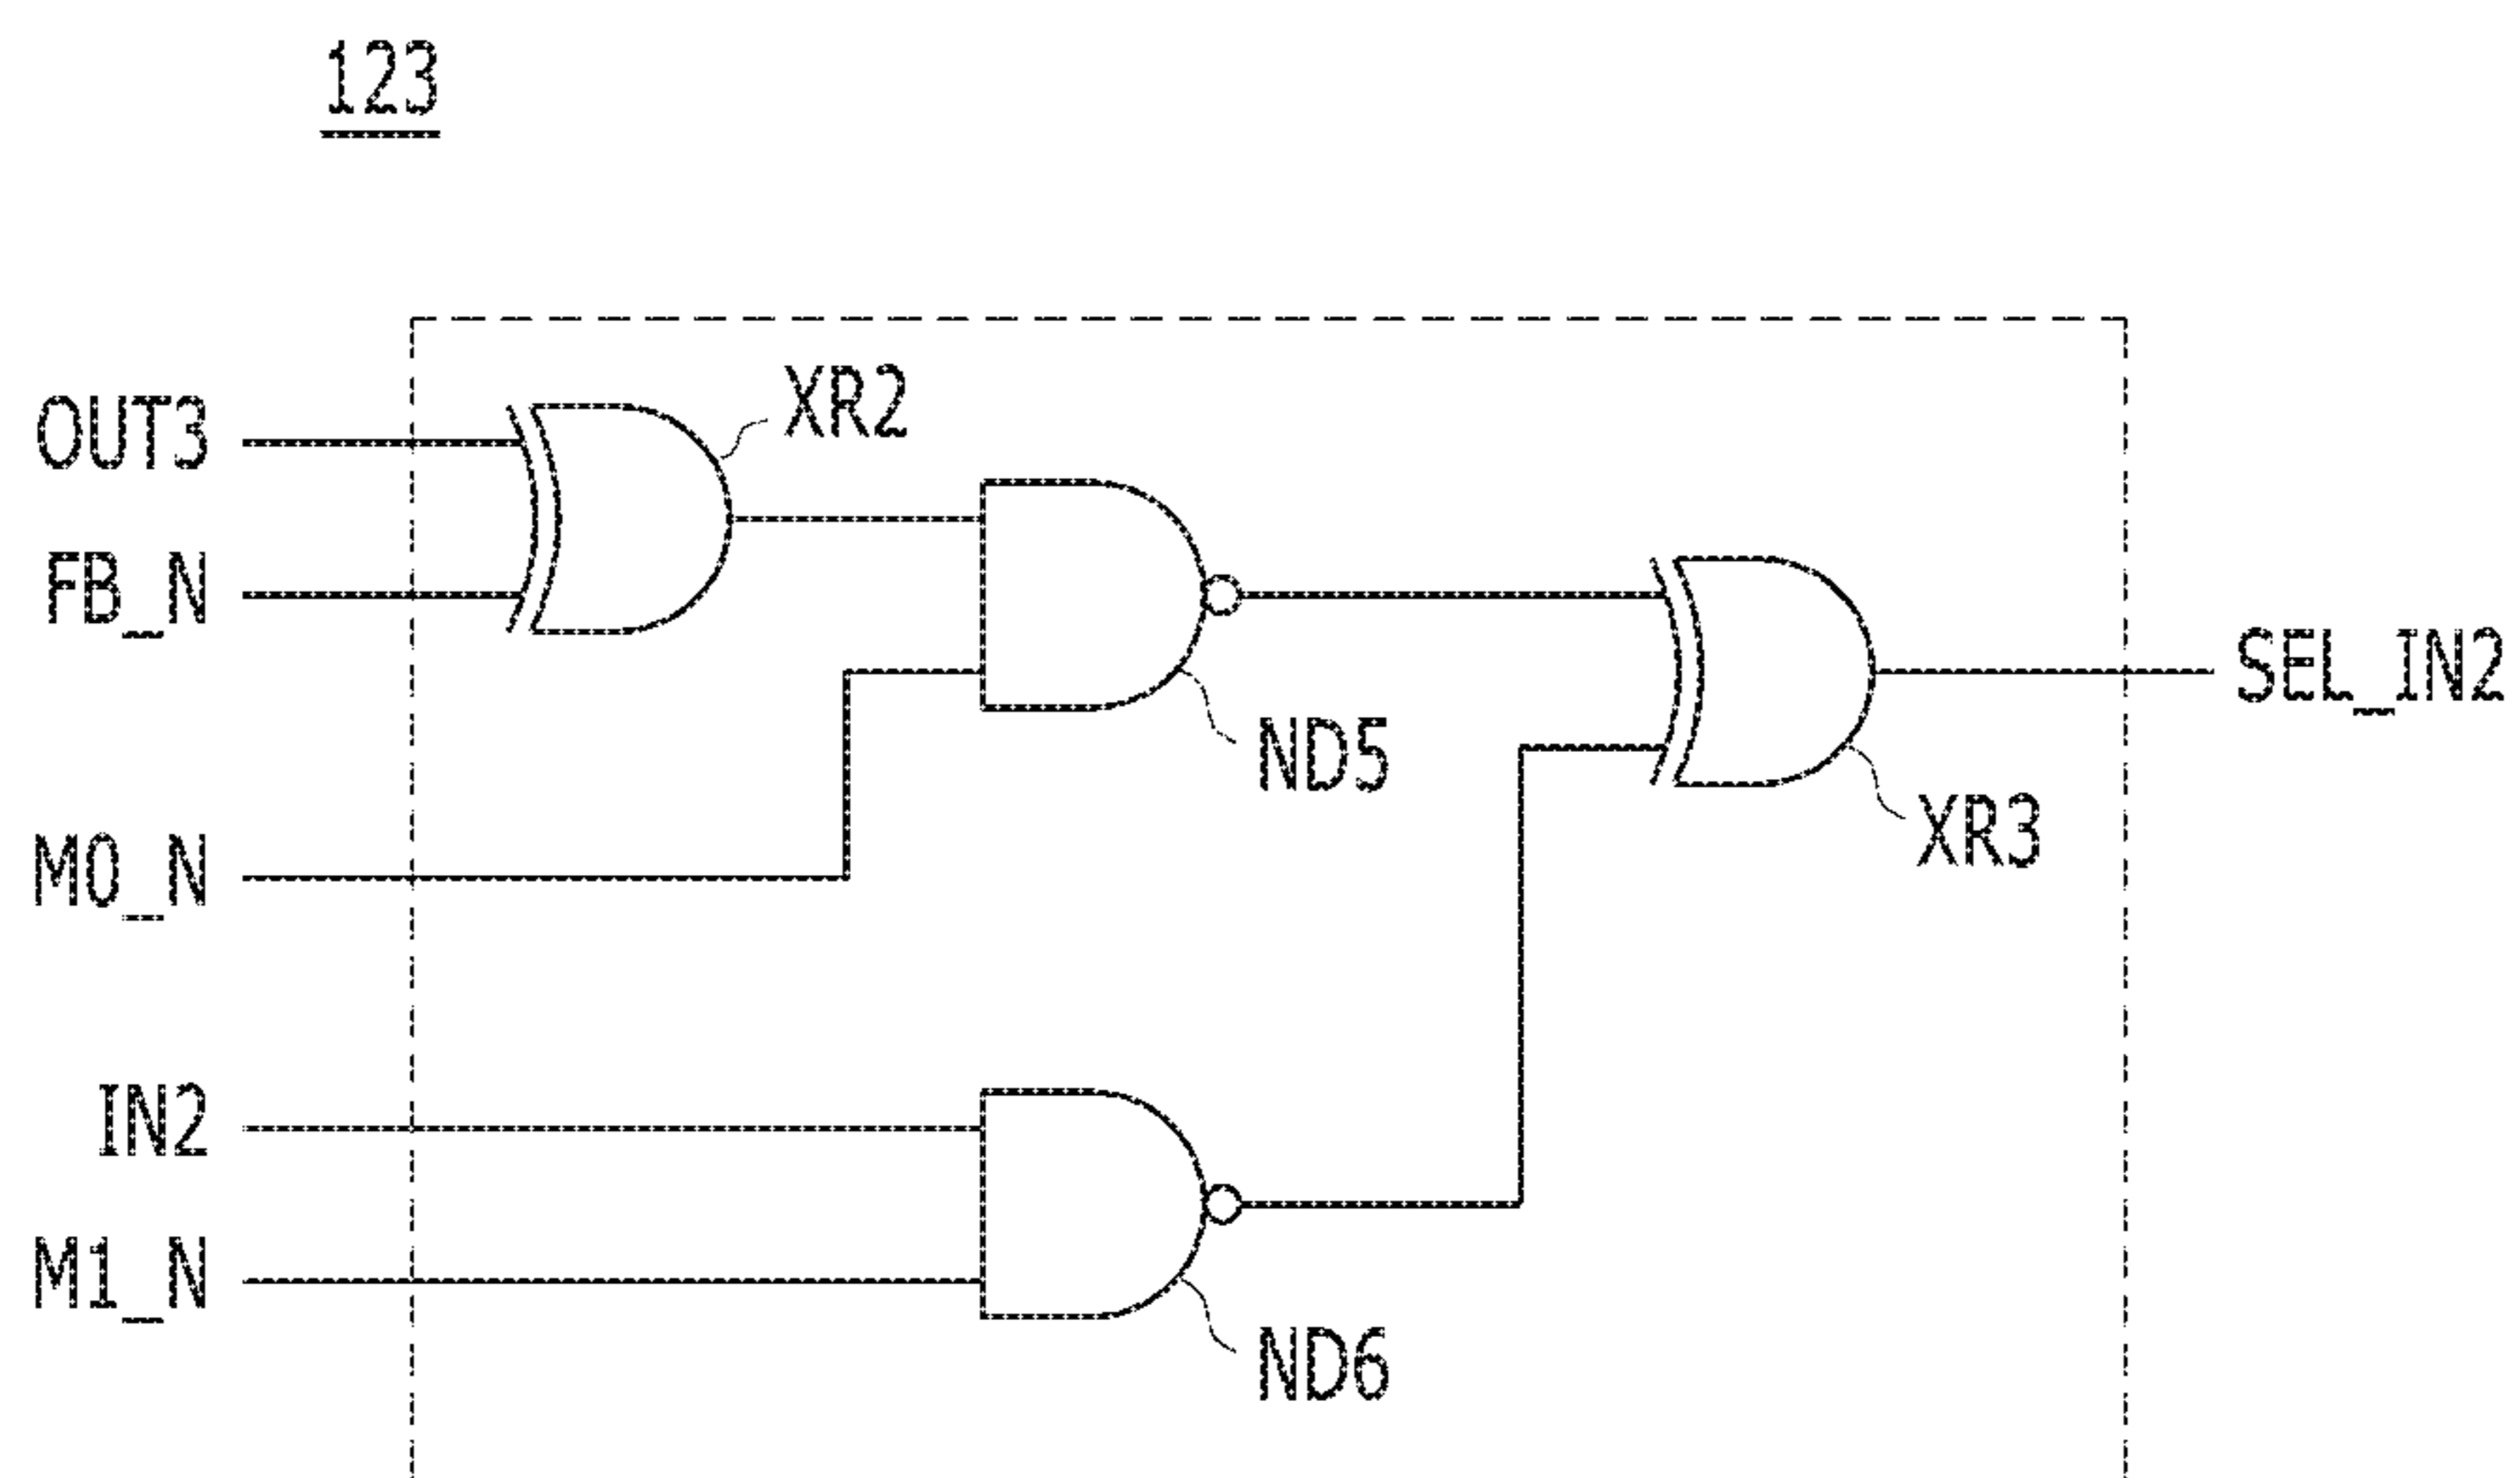 123
OUT3
XR2
FB_N
ND5
SEL_IN2
M0_N
XR3
IN2
M1_N
ND6